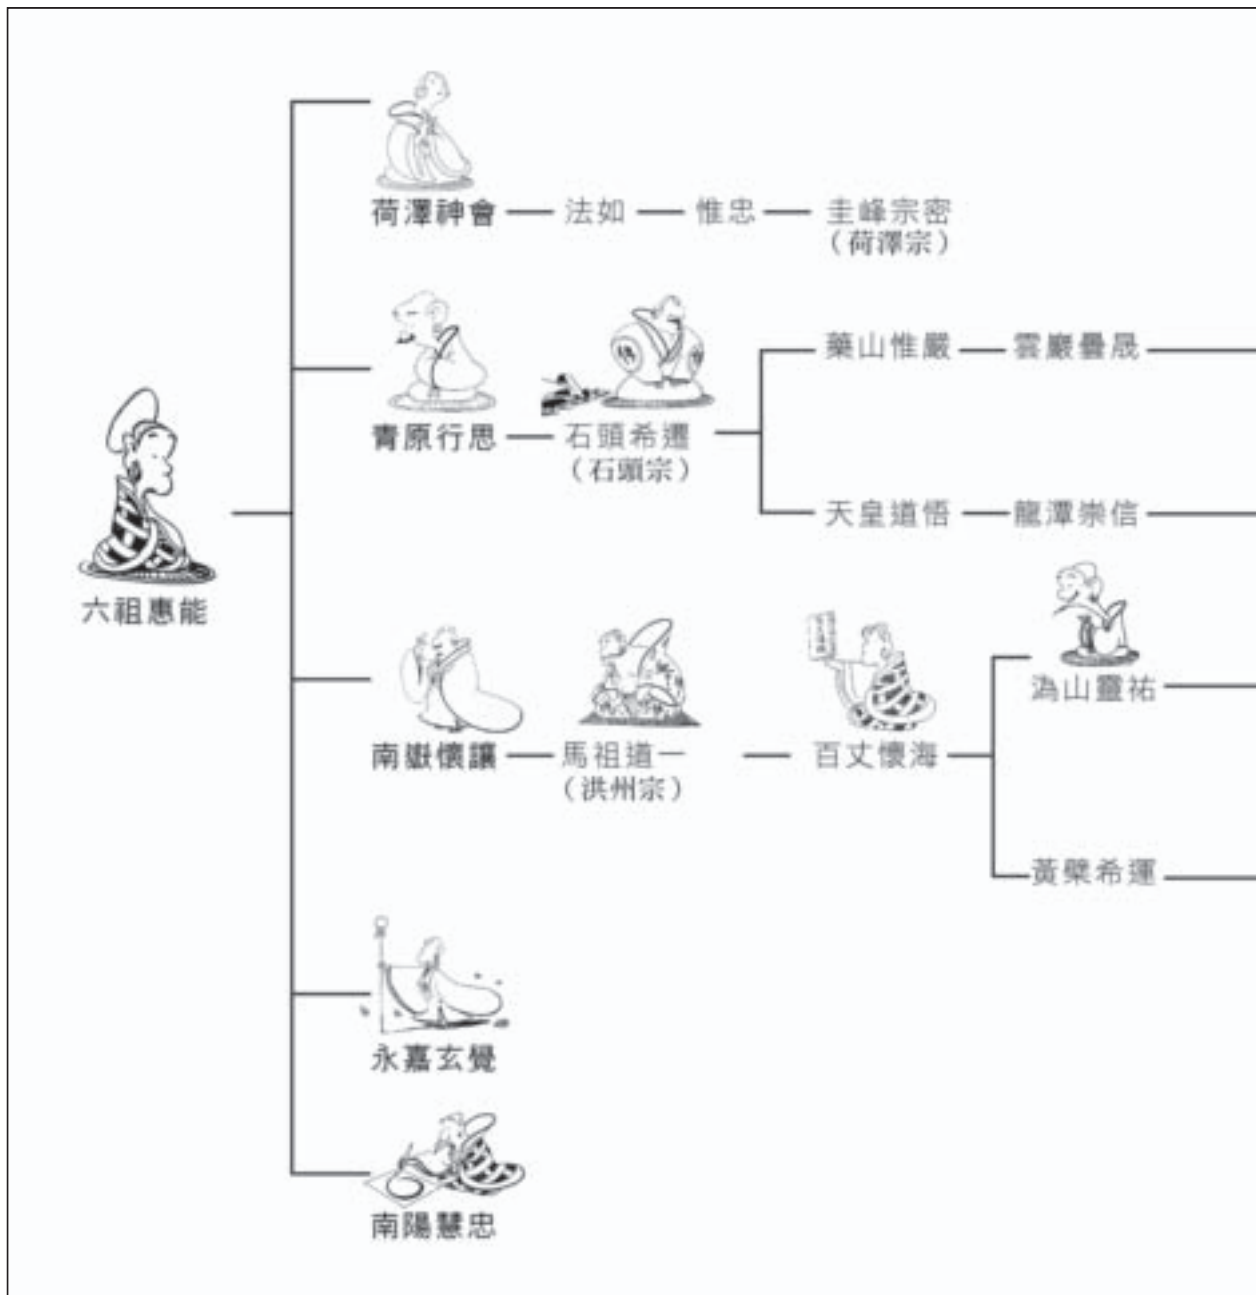 荷澤神會 法如 惟忠 圭峰宗密
（荷澤宗）
藥山惟嚴 雲巖曇晟
青原行思 石頭希遷
（石頭宗）
天皇道悟 龍潭崇信
六祖惠能
溈山靈祐
南嶽懷讓 馬祖道一 百丈懷海
（洪州宗）
黃檗希運
永嘉玄覺
南陽慧忠